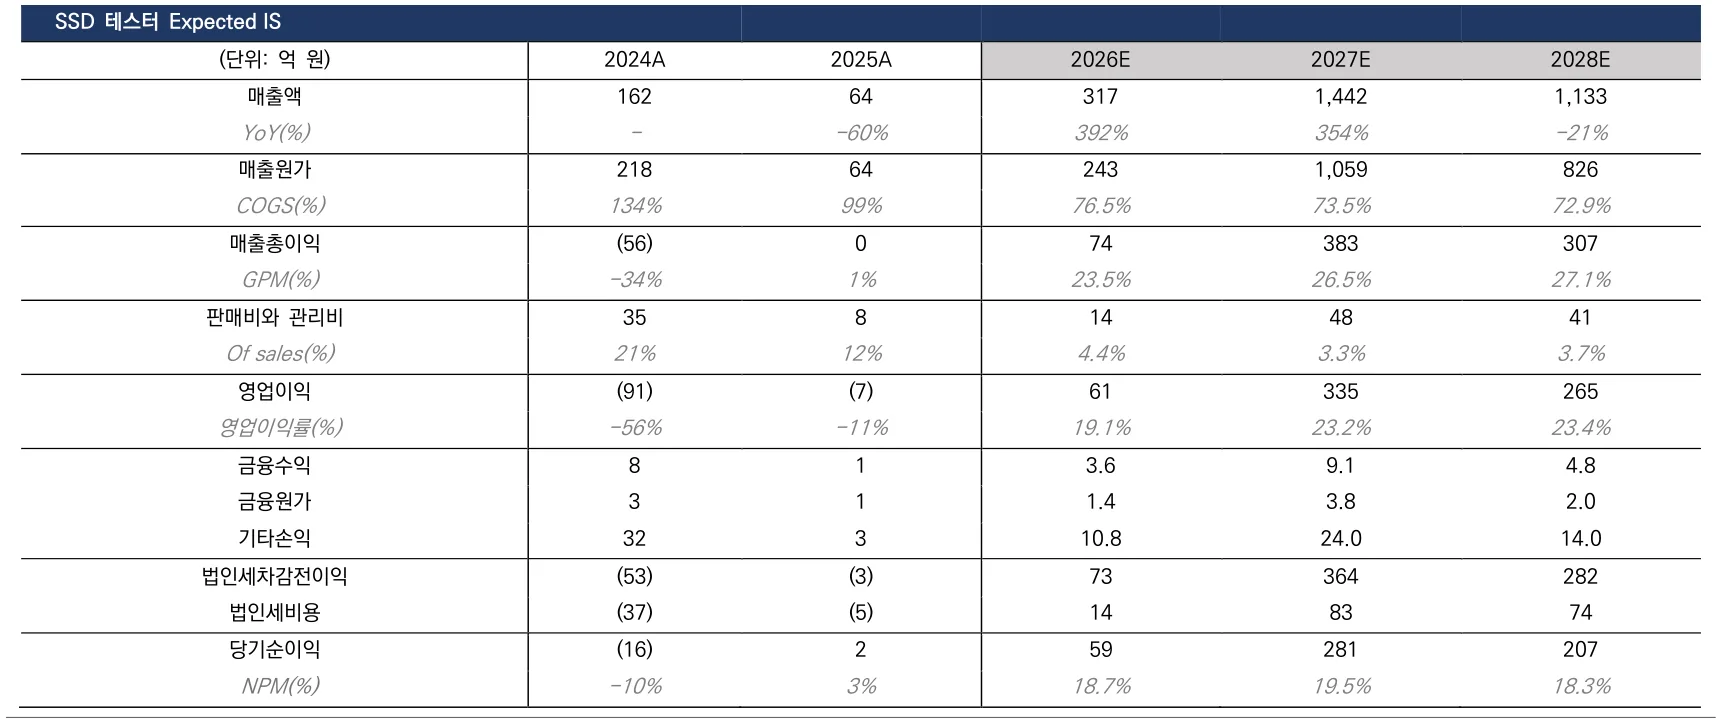 SSD 테스터 Expected IS
(단위: 억 원) 2024A 2025A 2026E 2027E 2028E
매출액 162 64 317 1,442 1,133
YoY(%) - -60% 392% 354% -21%
매출원가 218 64 243 1,059 826
COGS(%) 134% 99% 76.5% 73.5% 72.9%
매출총이익 (56) 0 74 383 307
GPM(%) -34% 1% 23.5% 26.5% 27.1%
판매비와 관리비 35 8 14 48 41
Of sales(%) 21% 12% 4.4% 3.3% 3.7%
영업이익 (91) (7) 61 335 265
영업이익률(%) -56% -11% 19.1% 23.2% 23.4%
금융수익 8 1 3.6 9.1 4.8
금융원가 3 1 1.4 3.8 2.0
기타손익 32 3 10.8 24.0 14.0
법인세차감전이익 (53) (3) 73 364 282
법인세비용 (37) (5) 14 83 74
당기순이익 (16) 2 59 281 207
NPM(%) -10% 3% 18.7% 19.5% 18.3%